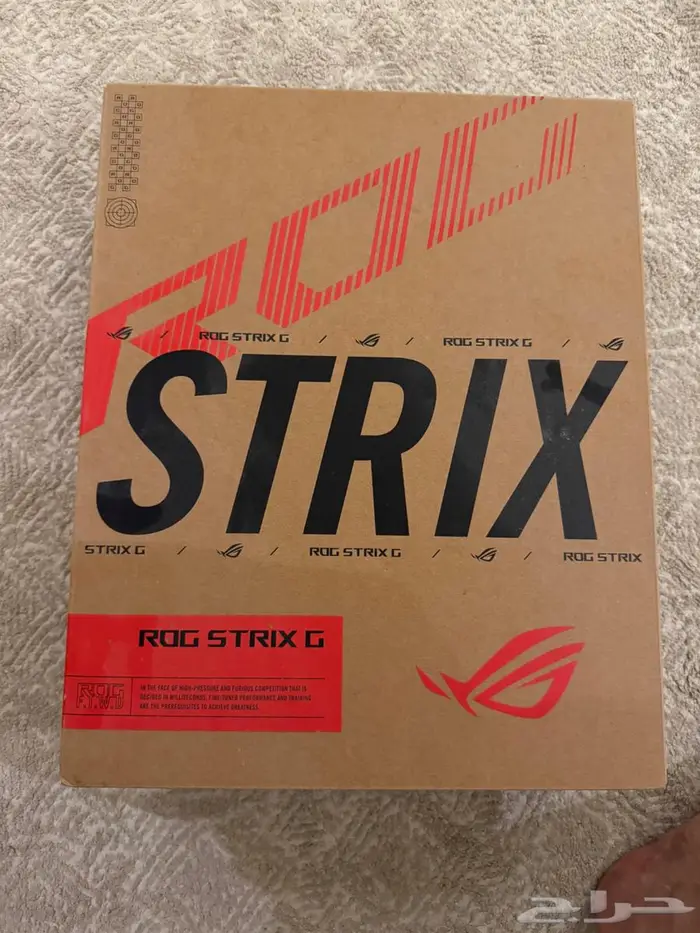 ROG
ROG STRIX G / / ROG STRIX G /
STRIX
STRIX G / / ROG STRIX G / / ROG STRIX
ROG STRIX G
IN THE FACE OF HIGH-PRESSURE AND FURIOUS COMPETITION THAT IS
DECIDED IN MILLISECONDS, FINE-TUNED PERFORMANCE AND TRAINING
ARE THE PREREQUISITES TO ACHIEVE GREATNESS.
ROG
حراج